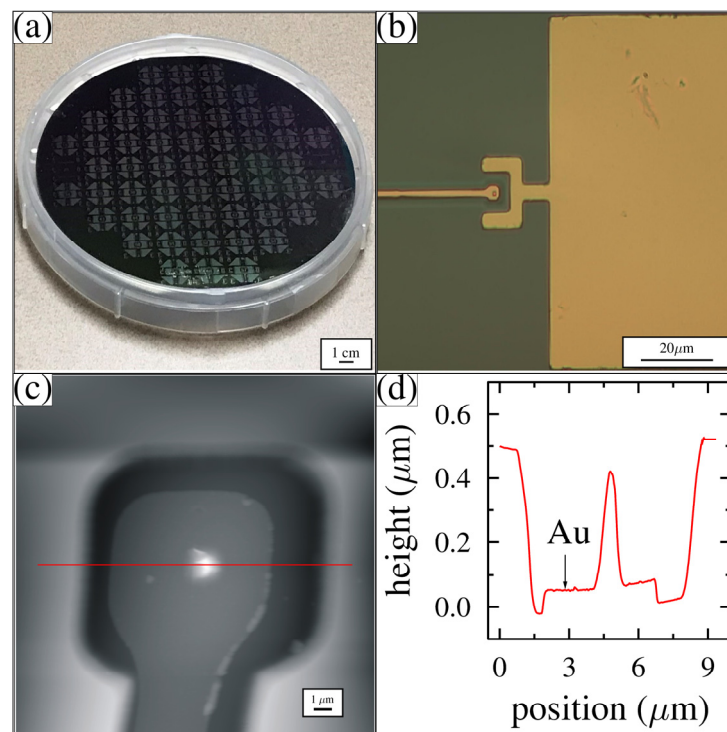 (a)
1 cm
(b)
20μm
(c)
1 μm
(d)
height (μm)
0.6
0.4
0.2
0.0
Au
0 3 6 9
position (μm)